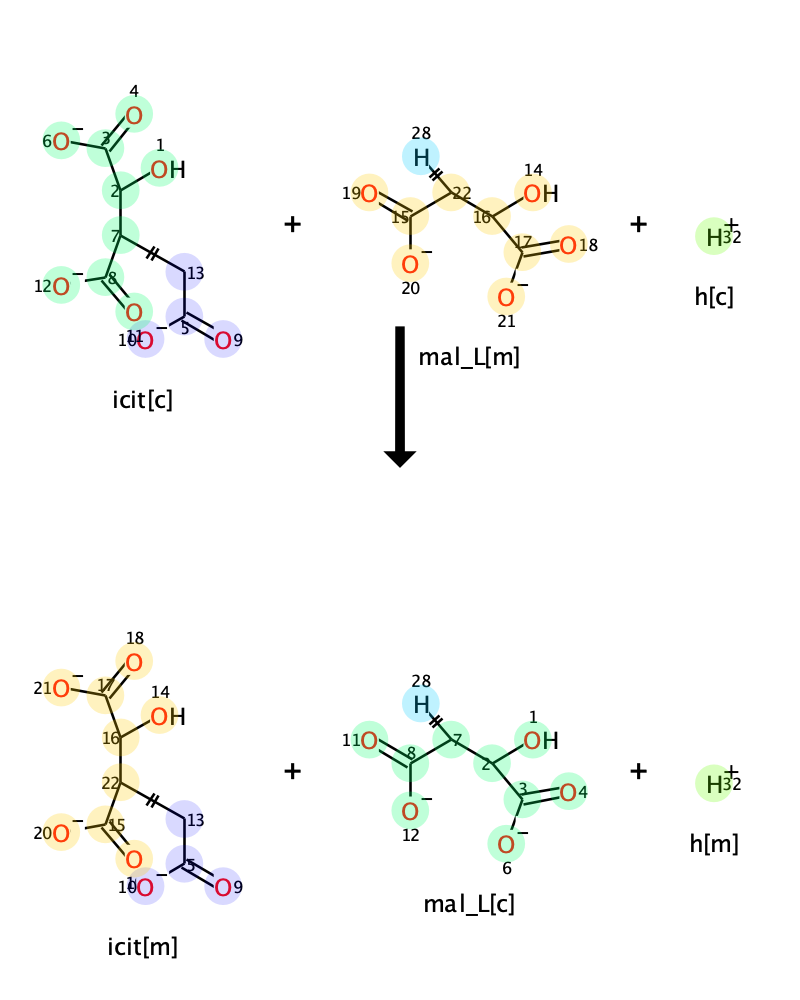 4
6 O − 3 O 1
OH
2
7
13
12 O − 8 O
11
10 O − 5 O 9
icit[c]
+
28
H
19 O 22 14
OH
15 16 17
O 18
O −
20
O −
21
mal_L[m]
+
H + 32
h[c]
18
21 O − 17 O 14
OH
16
22
13
20 O − 15 O
10 O − 5 O 9
icit[m]
+
28
H
11 O 7 1
OH
8 2 3
O 4
O −
12
O −
6
mal_L[c]
+
H + 32
h[m]